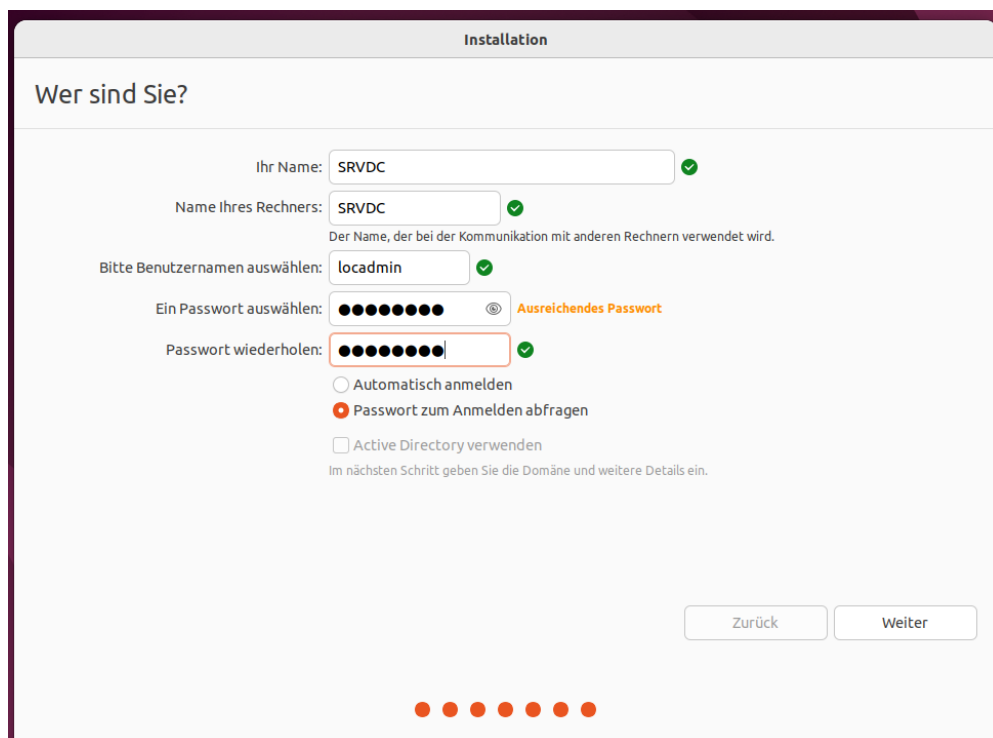 Installation
Wer sind Sie?
Ihr Name: SRVDC
Name Ihres Rechners: SRVDC
Der Name, der bei der Kommunikation mit anderen Rechnern verwendet wird.
Bitte Benutzernamen auswählen: locadmin
Ein Passwort auswählen: ●●●●●●●● Ausreichendes Passwort
Passwort wiederholen: ●●●●●●●●
Automatisch anmelden
Passwort zum Anmelden abfragen
Active Directory verwenden
Im nächsten Schritt geben Sie die Domäne und weitere Details ein.
Zurück Weiter